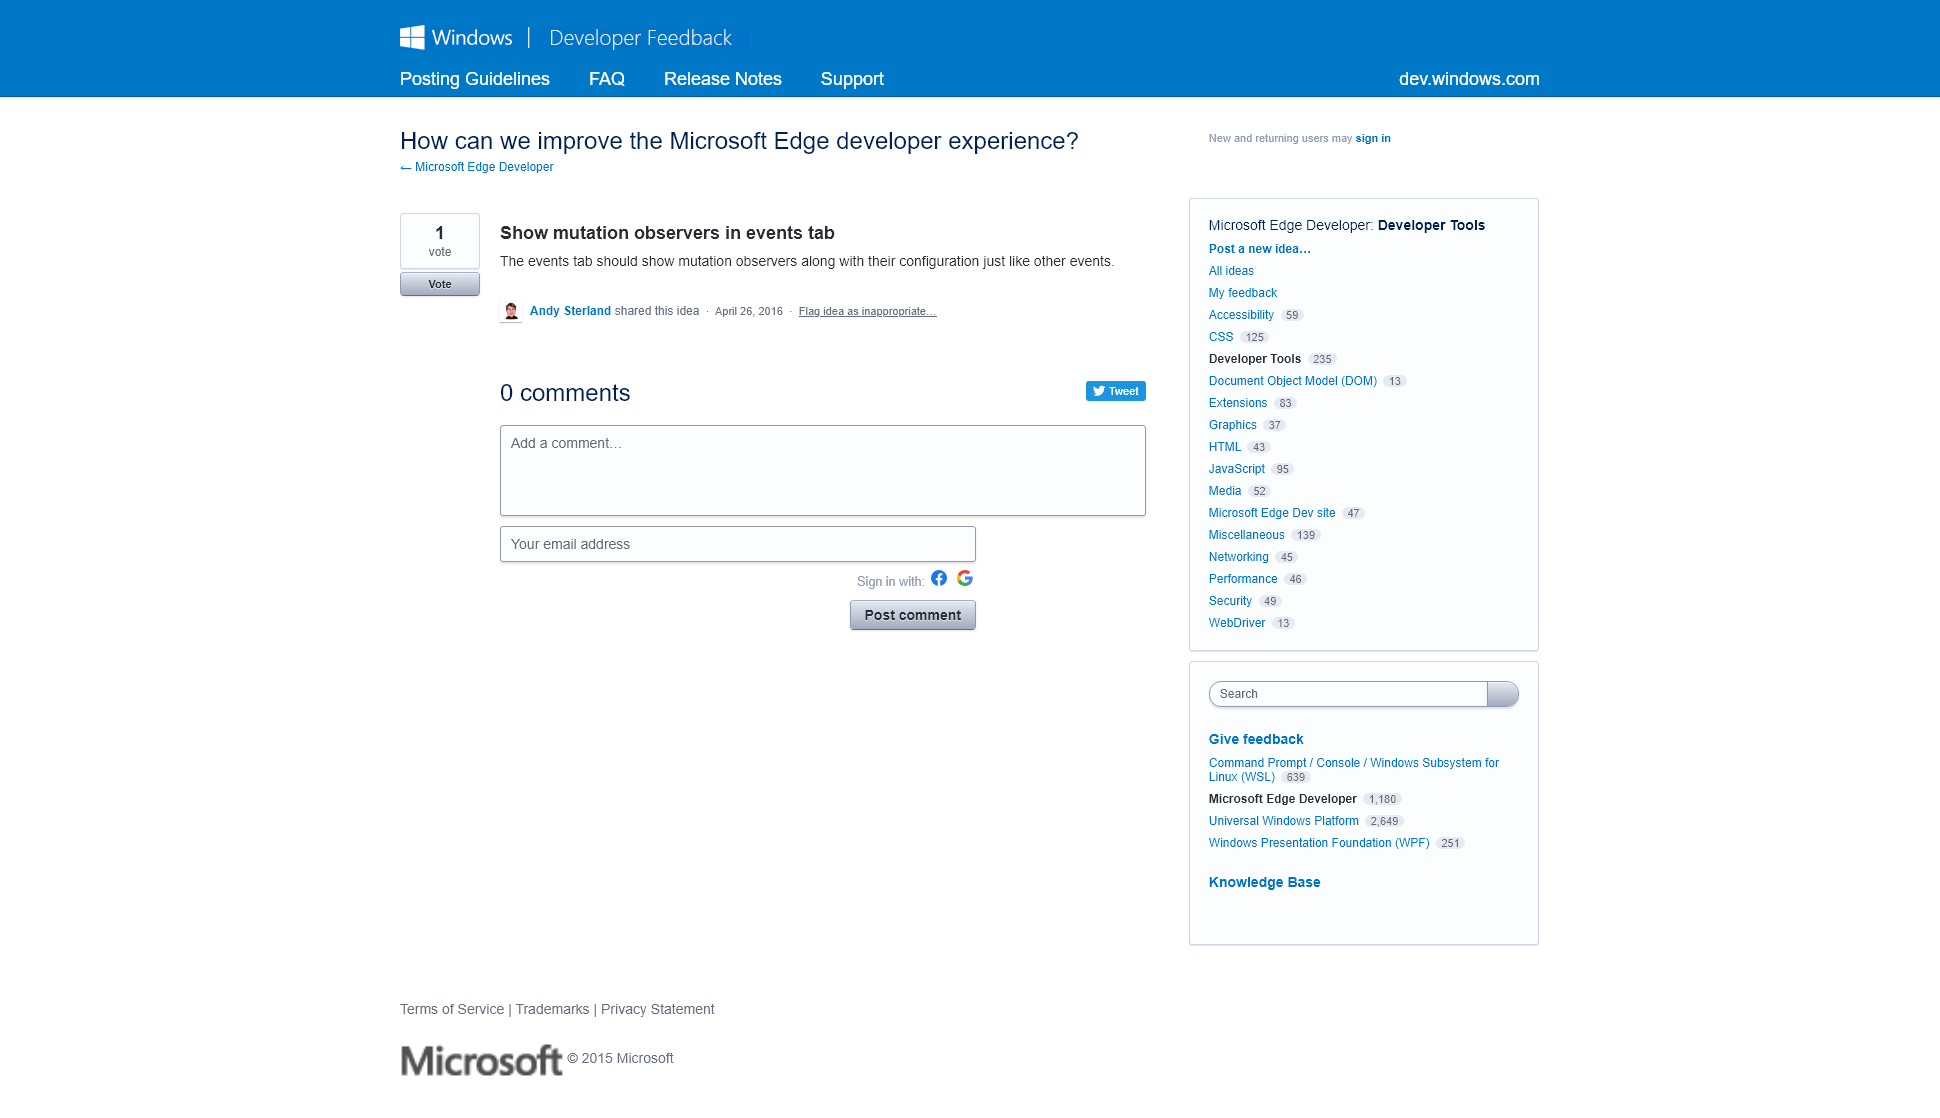 Windows | Developer Feedback
Posting Guidelines FAQ Release Notes Support dev.windows.com
How can we improve the Microsoft Edge developer experience?
← Microsoft Edge Developer
New and returning users may sign in
1
vote
Vote
Show mutation observers in events tab
The events tab should show mutation observers along with their configuration just like other events.
Andy Sterland shared this idea · April 26, 2016 · Flag idea as inappropriate…
0 comments
Tweet
Add a comment…
Your email address
Sign in with:
Post comment
Microsoft Edge Developer: Developer Tools
Post a new idea…
All ideas
My feedback
Accessibility 59
CSS 125
Developer Tools 235
Document Object Model (DOM) 13
Extensions 83
Graphics 37
HTML 43
JavaScript 95
Media 52
Microsoft Edge Dev site 47
Miscellaneous 139
Networking 45
Performance 46
Security 49
WebDriver 13
Search
Give feedback
Command Prompt / Console / Windows Subsystem for
Linux (WSL) 639
Microsoft Edge Developer 1,180
Universal Windows Platform 2,649
Windows Presentation Foundation (WPF) 251
Knowledge Base
Terms of Service | Trademarks | Privacy Statement
Microsoft © 2015 Microsoft